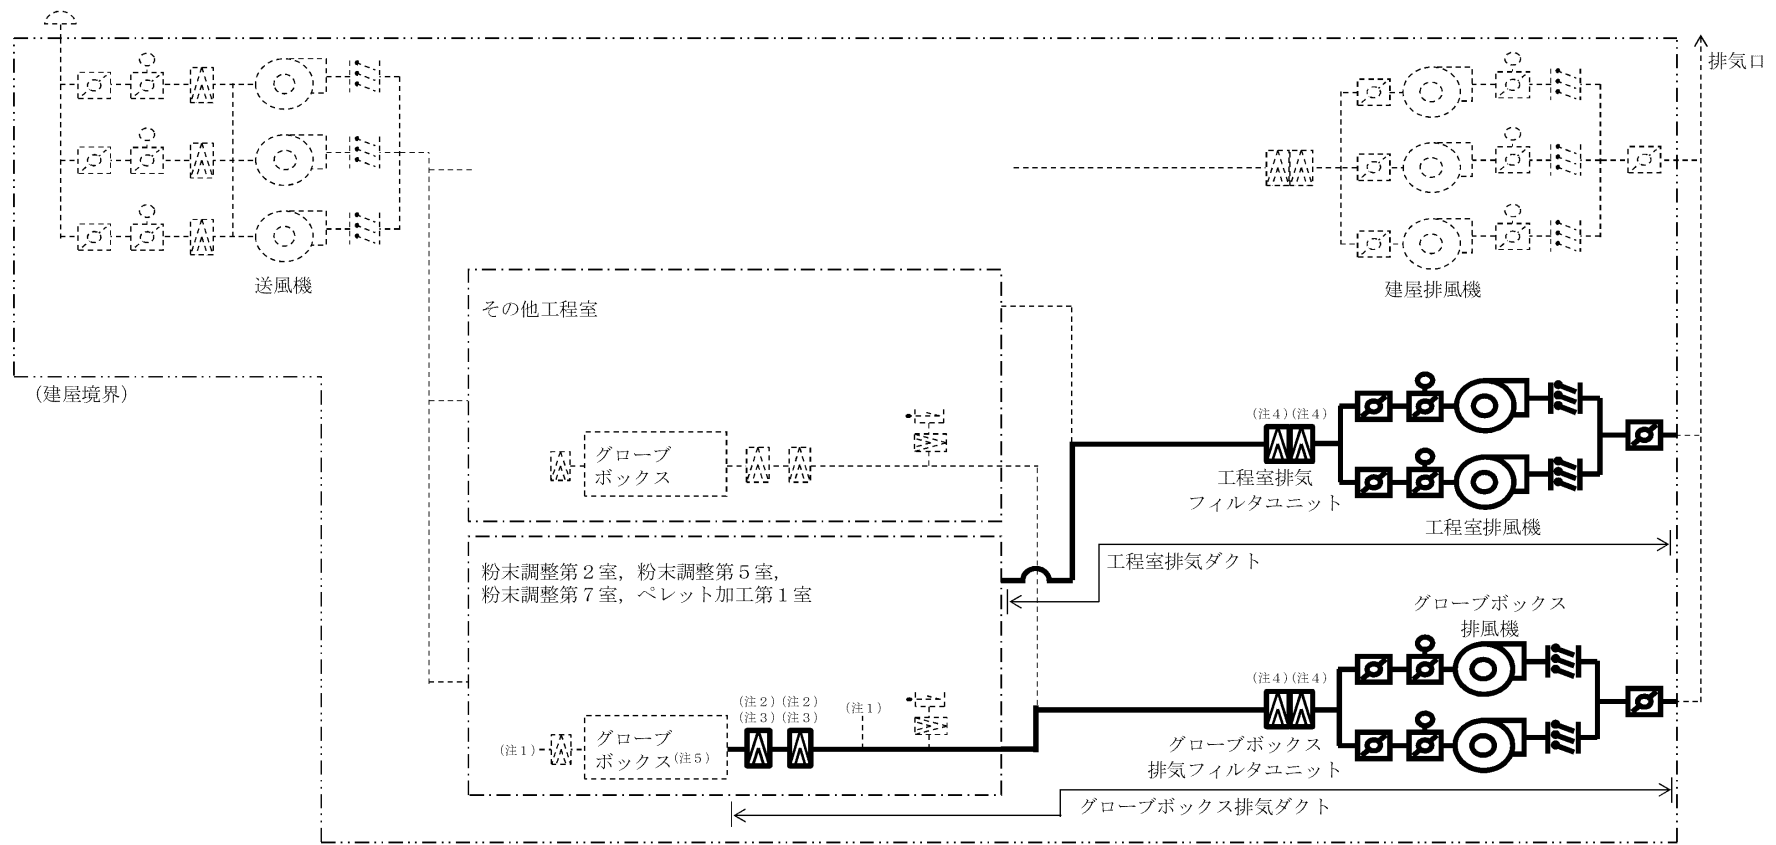 排気口
送風機
建屋排風機
その他工程室
(建屋境界)
グローブ
ボックス
(注4)(注4)
工程室排気
フィルタユニット
工程室排風機
工程室排気ダクト
粉末調整第2室，粉末調整第5室，
粉末調整第7室，ペレット加工第1室
グローブボックス
排風機
(注4)(注4)
(注2)(注2)
(注3)(注3)
(注1)
(注1)
グローブ
ボックス(注5)
グローブボックス
排気フィルタユニット
グローブボックス排気ダクト